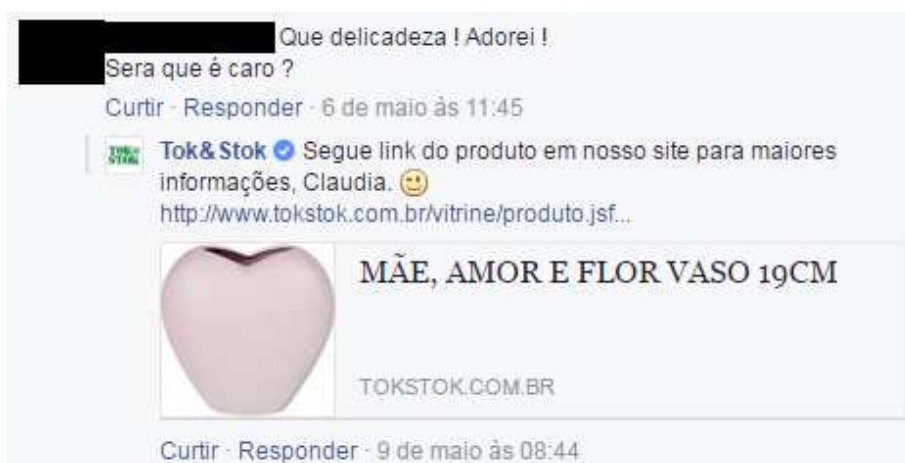 Que delicadeza ! Adorei !
Sera que é caro ?
Curtir · Responder · 6 de maio às 11:45
TOK& STOK Tok&Stok Segue link do produto em nosso site para maiores
informações, Claudia.
http://www.tokstok.com.br/vitrine/produto.jsf...
MÃE, AMOR E FLOR VASO 19CM
TOKSTOK.COM.BR
Curtir · Responder · 9 de maio às 08:44